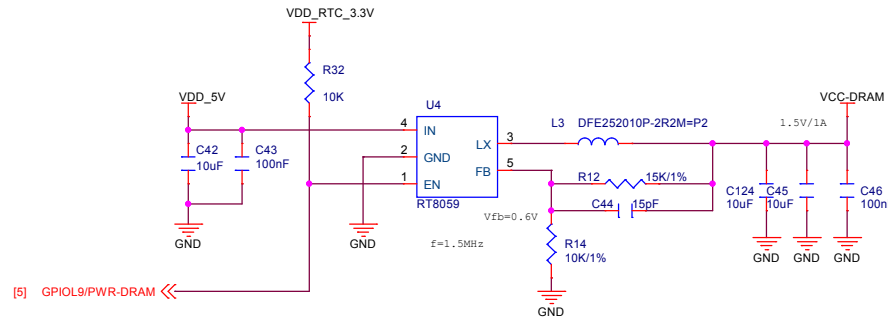 VDD_RTC_3.3V
R32
10K
VDD_5V
C42
10uF
C43
100nF
GND
GND
U4
4 IN
2 GND
1 EN
LX 3
FB 5
RT8059
L3 DFE252010P-2R2M=P2
VCC-DRAM
1.5V/1A
R12 15K/1%
C44 15pF
Vfb=0.6V
f=1.5MHz
R14
10K/1%
GND
C124
10uF
C45
10uF
C46
100n
GND
GND
GND
[5] GPIOL9/PWR-DRAM